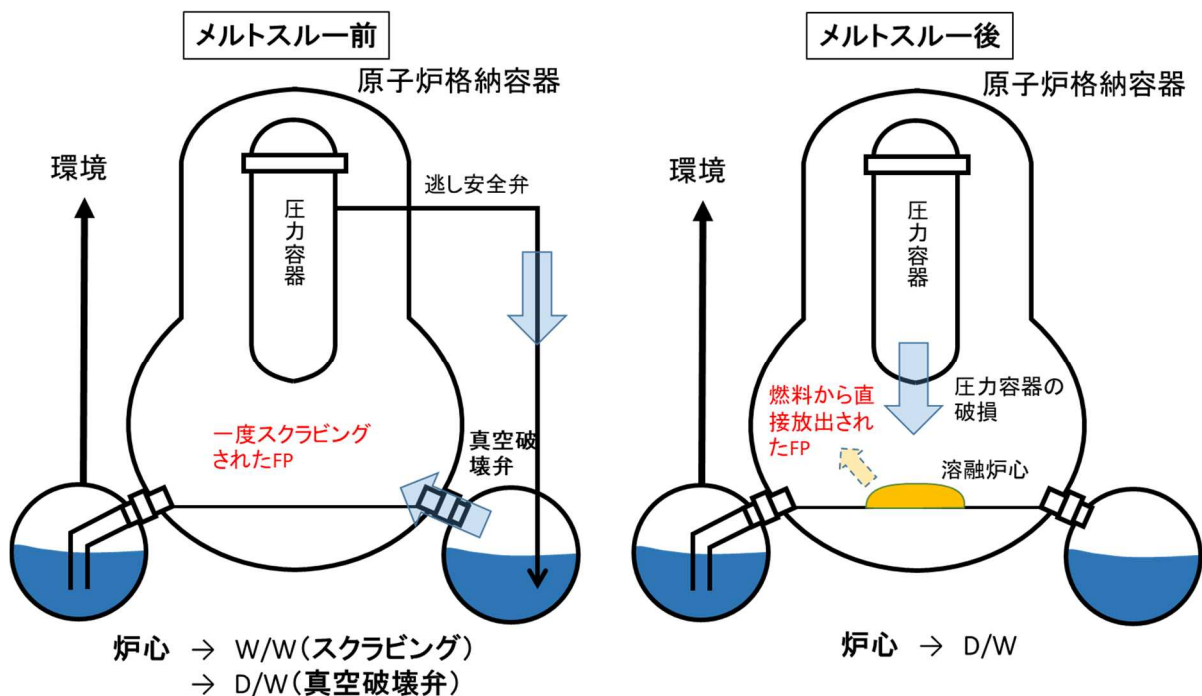 メルトスルー前
原子炉格納容器
環境
逃し安全弁
圧力容器
一度スクラビング
されたFP
真空破
壊弁
炉心 → W/W(スクラビング)
→ D/W(真空破壊弁)
メルトスルー後
原子炉格納容器
環境
圧力容器
圧力容器の
破損
燃料から直
接放出され
たFP
溶融炉心
炉心 → D/W